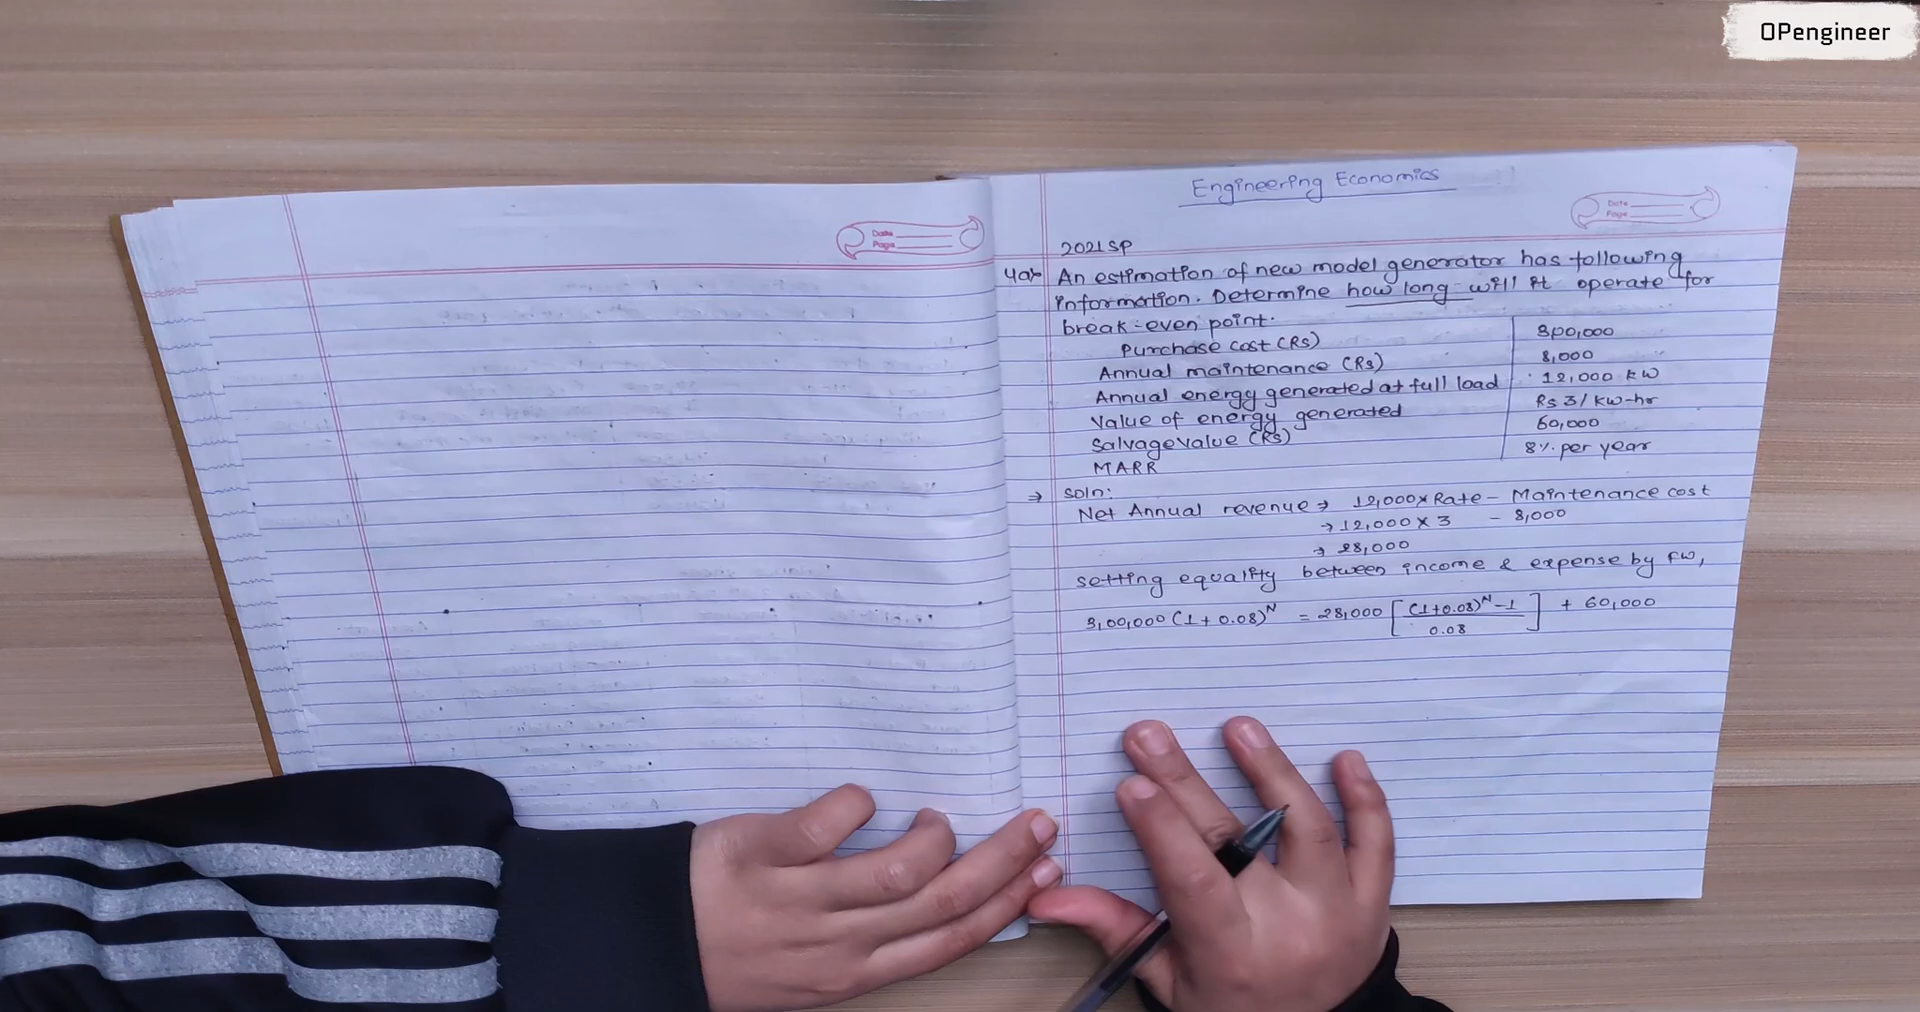 OPengineer
Engineering Economics
Date
Page
Date
Page
2021 SP
4a) An estimation of new model generator has following
information. Determine how long will it operate for
break-even point.
Purchase cost (Rs) 300,000
Annual maintenance (Rs) 8,000
Annual energy generated at full load 12,000 kW
Value of energy generated Rs 3/kW-hr
Salvage value (Rs) 60,000
MARR 8% per year
→ Soln:
Net Annual revenue → 12,000 × Rate - Maintenance cost
→ 12,000 × 3 - 8,000
→ 28,000
setting equality between income & expense by FW,
3,00,000 (1 + 0.08)^N = 28,000 [ (1+0.08)^N - 1 / 0.08 ] + 60,000